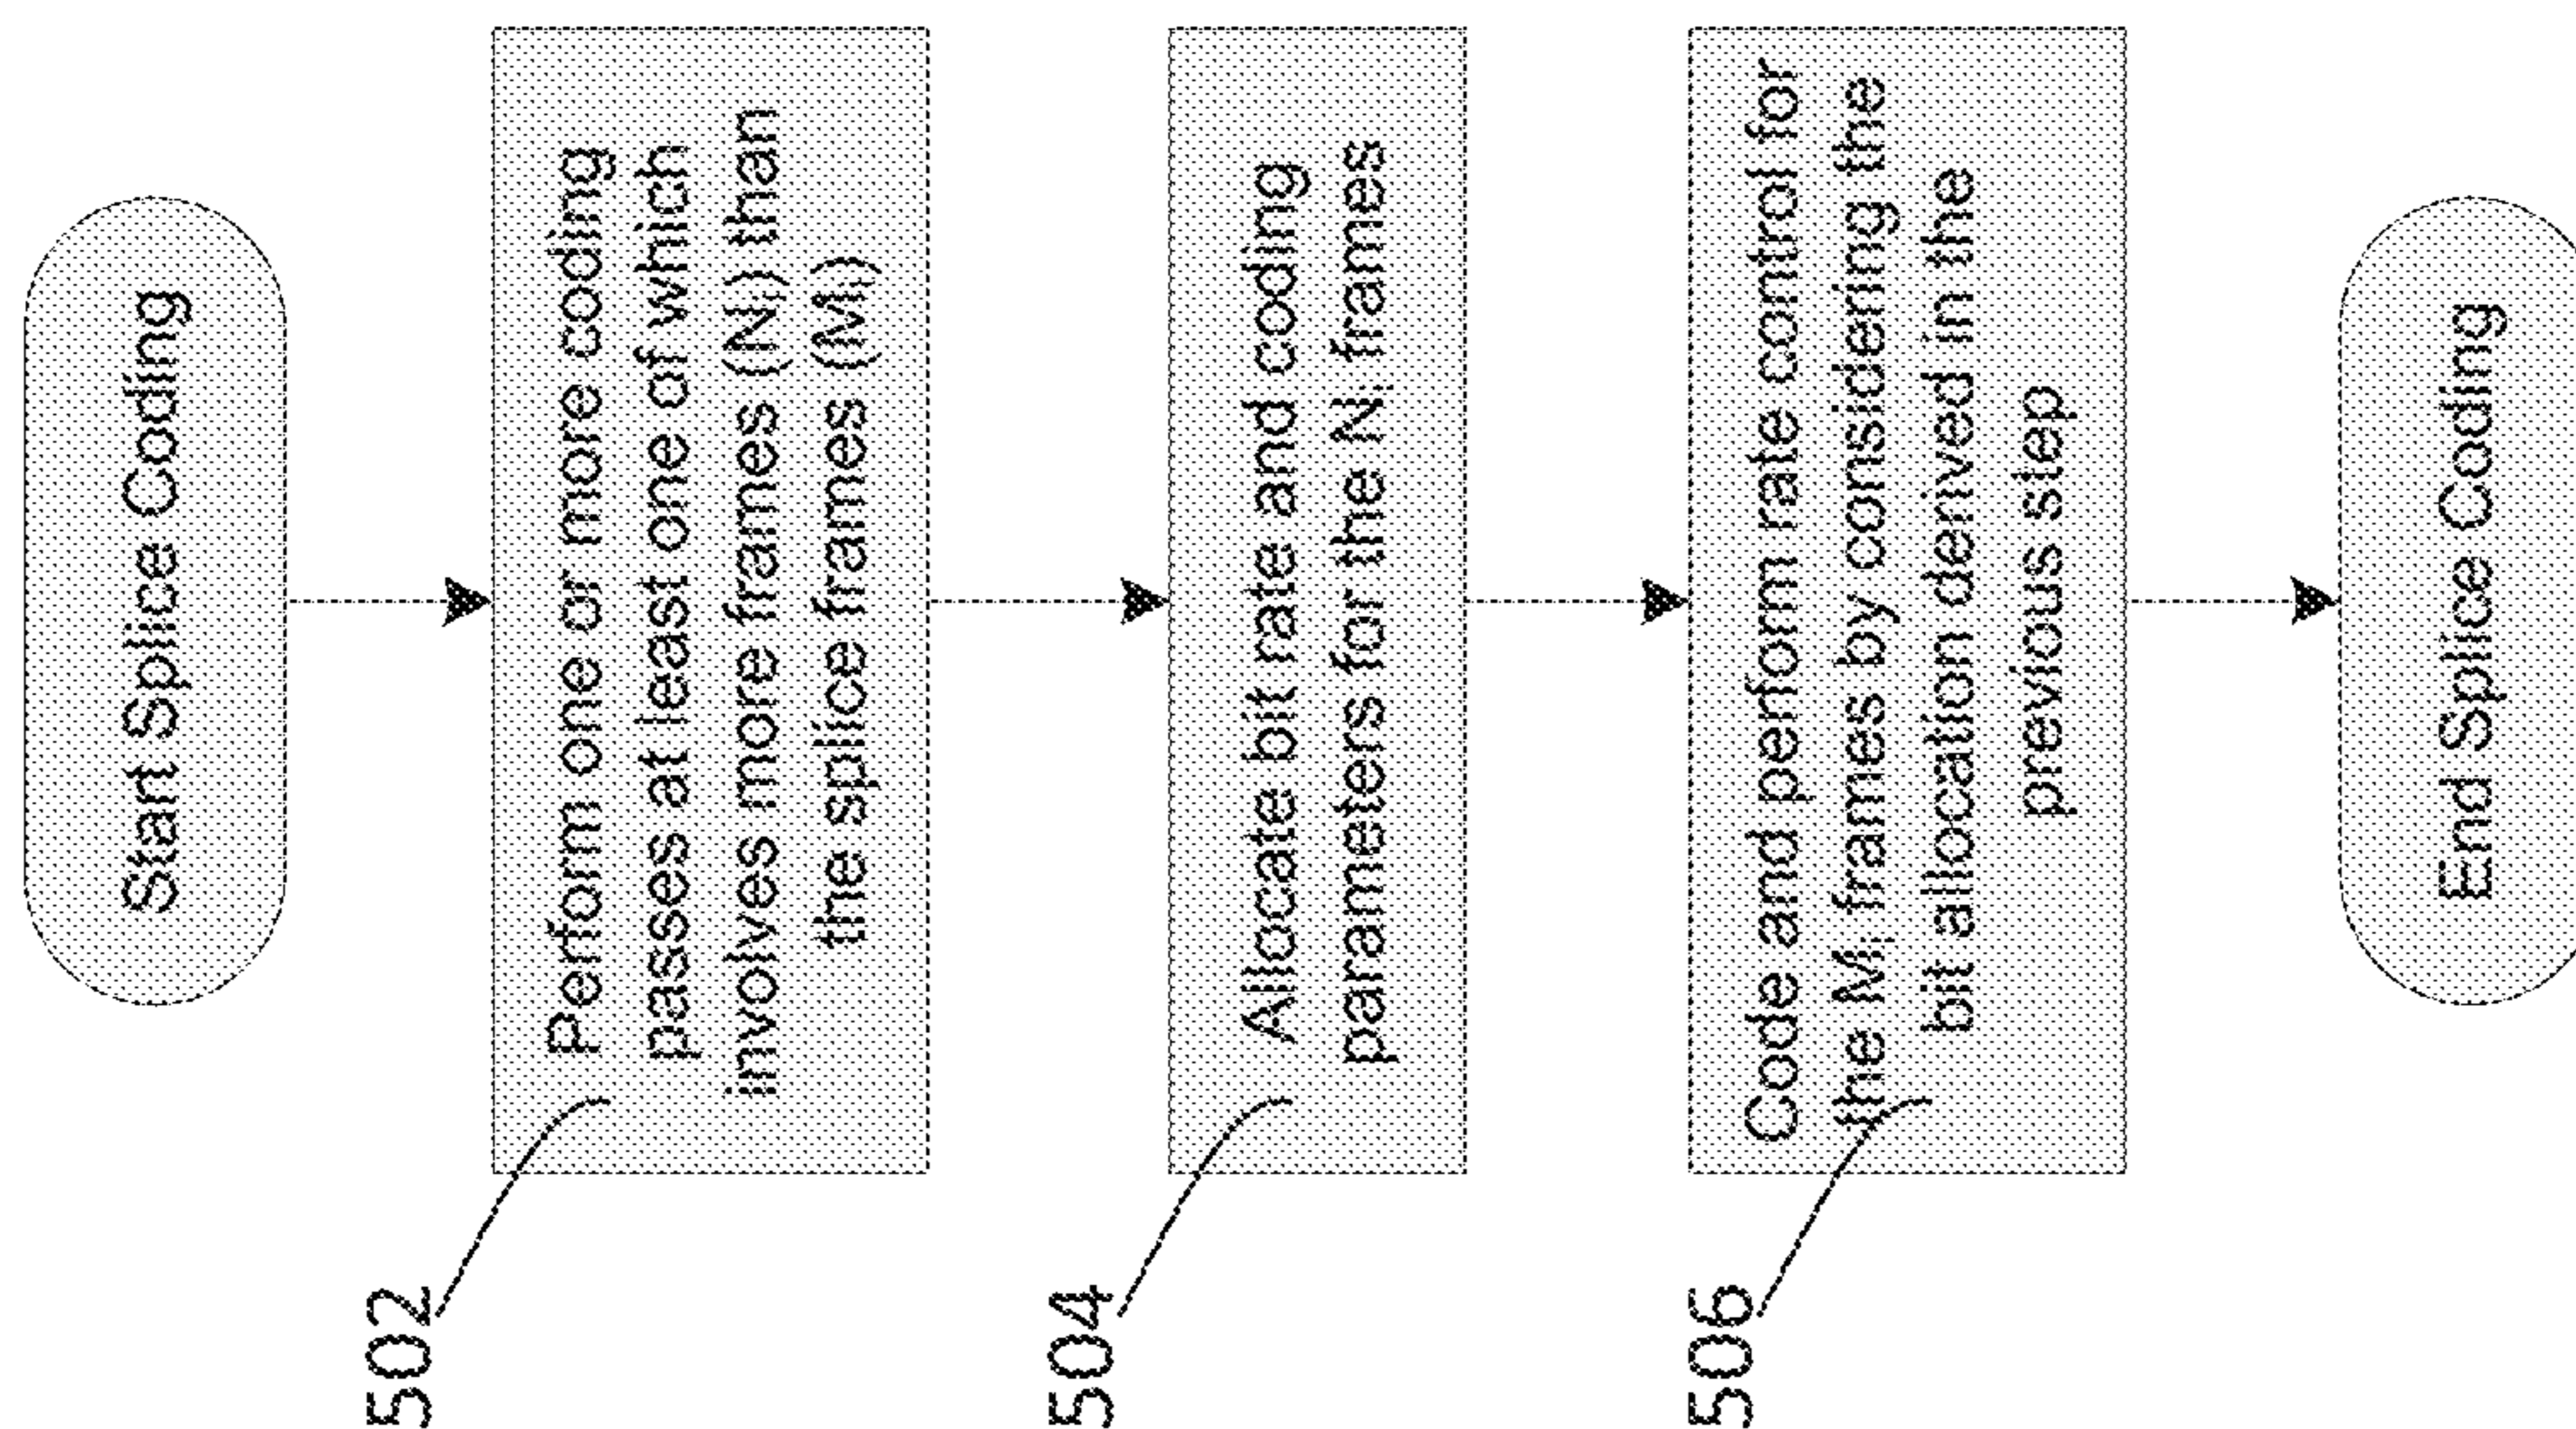 Start Splice Coding
502
Perform one or more coding
passes at least one of which
involves more frames (Nᵢ) than
the splice frames (Mᵢ)
504
Allocate bit rate and coding
parameters for the Nᵢ frames
506
Code and perform rate control for
the Mᵢ frames by considering the
bit allocation derived in the
previous step
End Splice Coding